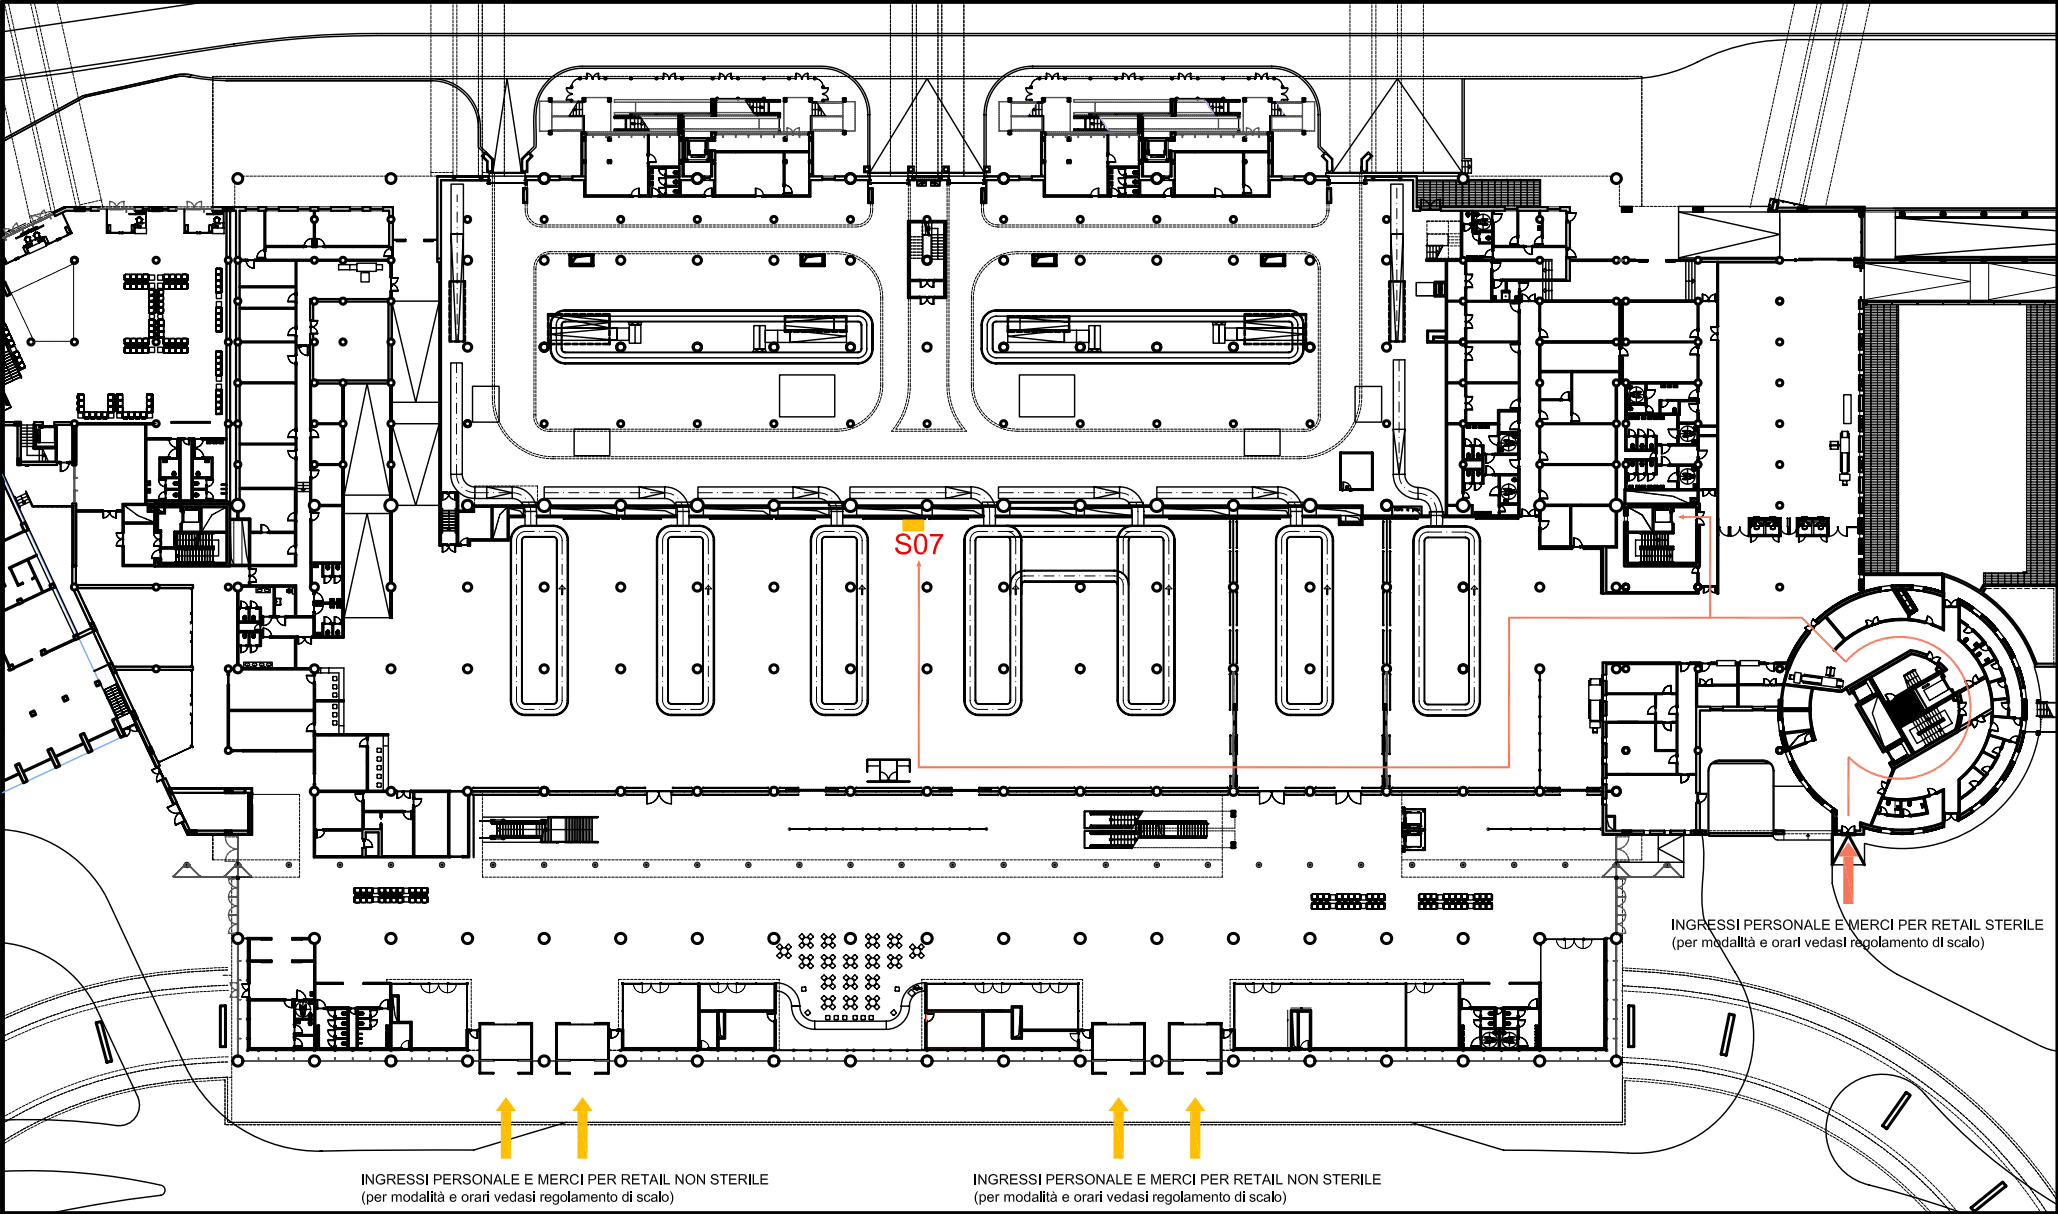 S07
INGRESSI PERSONALE E MERCI PER RETAIL STERILE
(per modalità e orari vedasi regolamento di scalo)
INGRESSI PERSONALE E MERCI PER RETAIL NON STERILE
(per modalità e orari vedasi regolamento di scalo)
INGRESSI PERSONALE E MERCI PER RETAIL NON STERILE
(per modalità e orari vedasi regolamento di scalo)